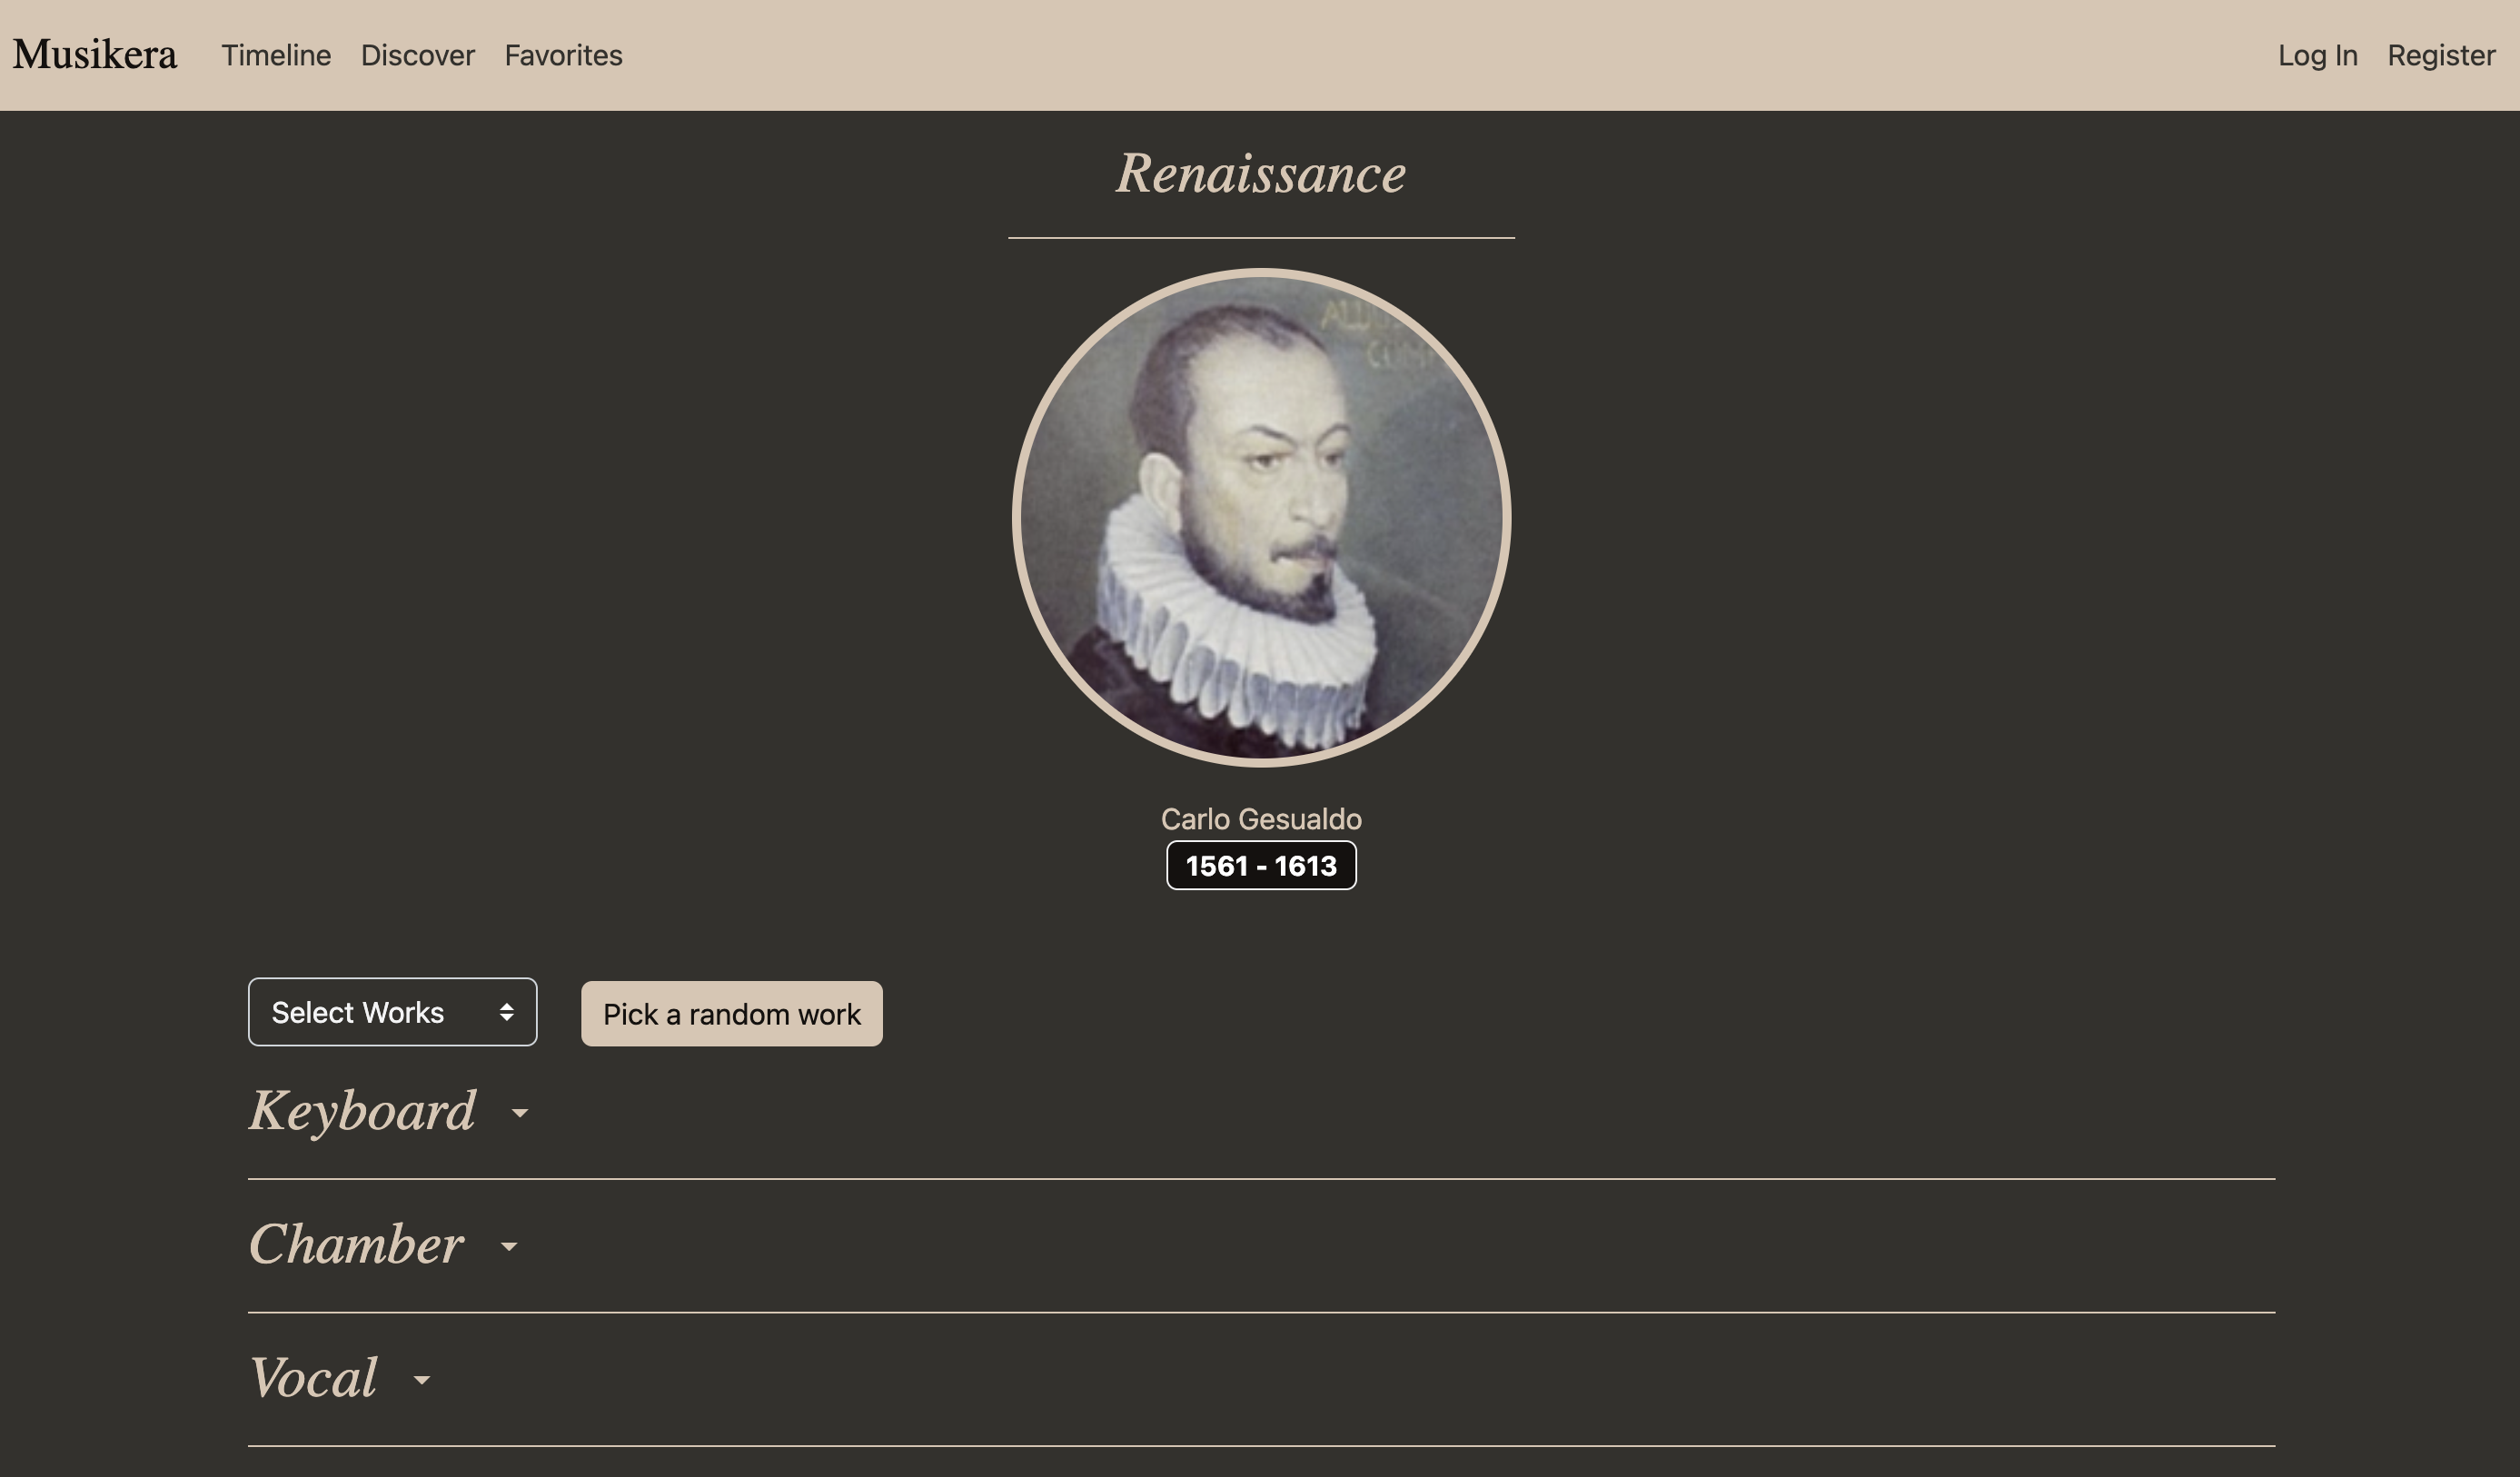 Musikera Timeline Discover Favorites Log In Register
Renaissance
Carlo Gesualdo
1561 - 1613
Select Works Pick a random work
Keyboard
Chamber
Vocal